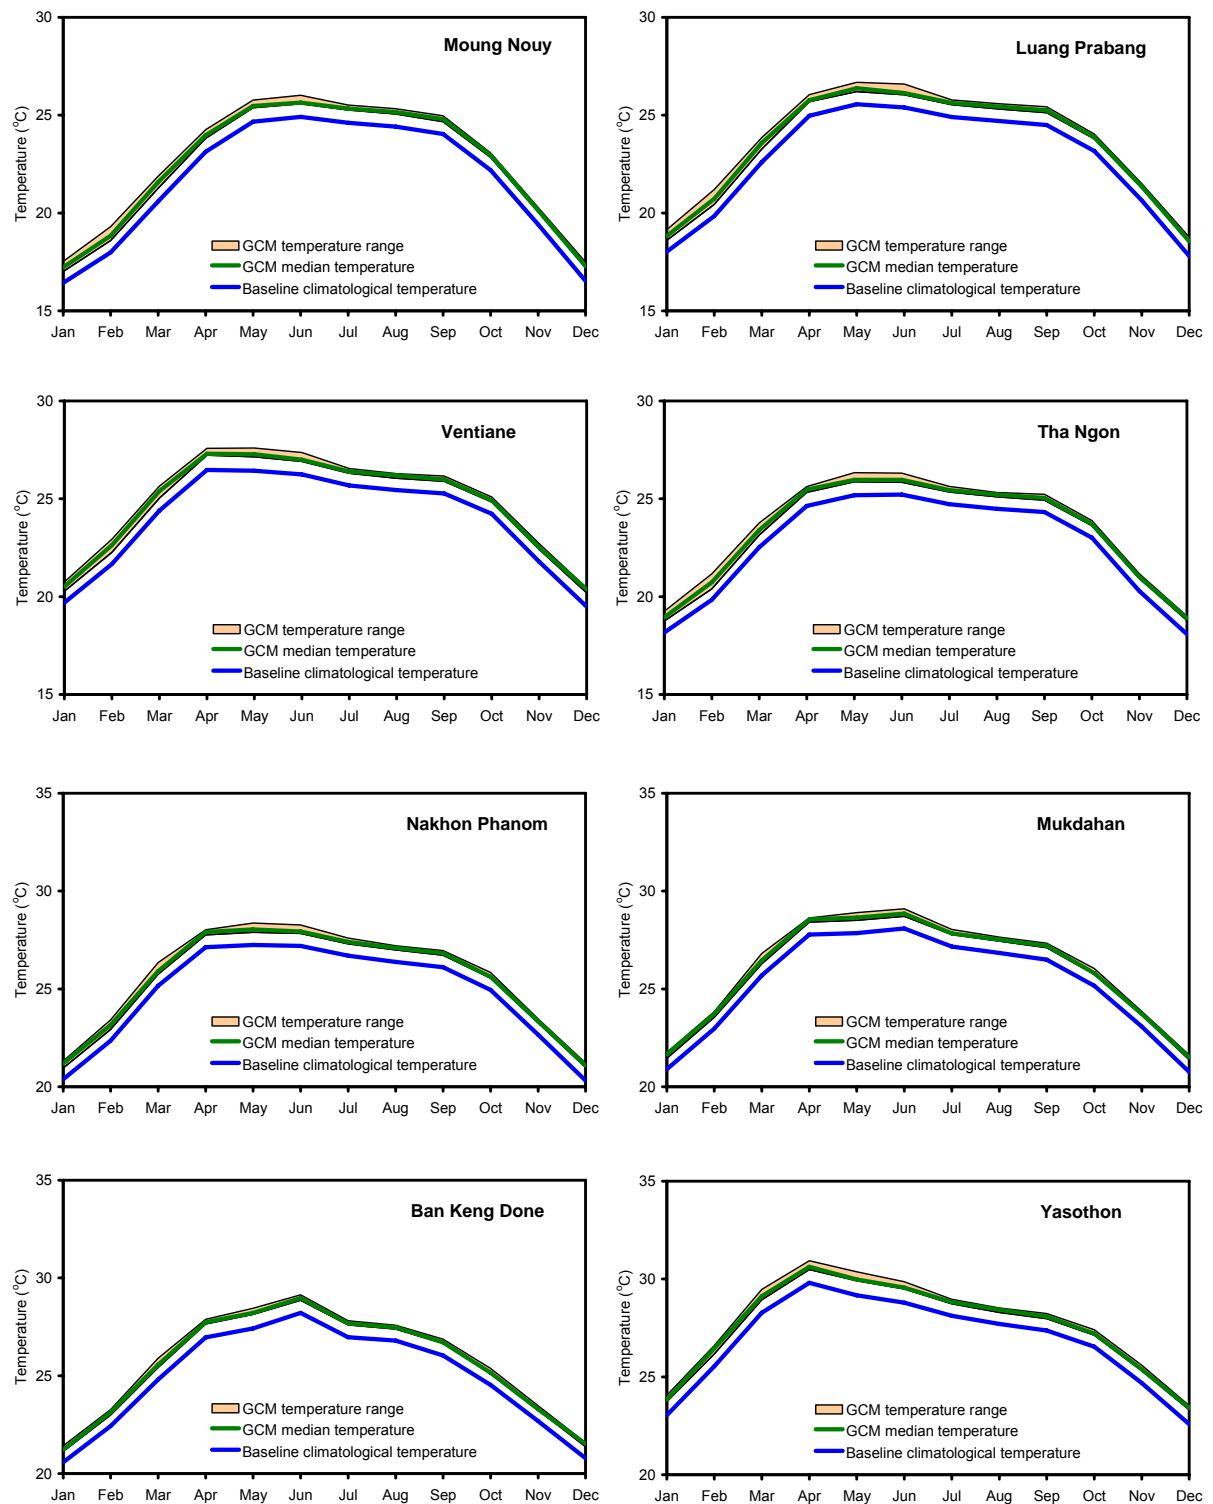 Moung Nouy
Temperature (°C)
30
25
20
15
GCM temperature range
GCM median temperature
Baseline climatological temperature
Jan Feb Mar Apr May Jun Jul Aug Sep Oct Nov Dec
Luang Prabang
Temperature (°C)
30
25
20
15
GCM temperature range
GCM median temperature
Baseline climatological temperature
Jan Feb Mar Apr May Jun Jul Aug Sep Oct Nov Dec
Ventiane
Temperature (°C)
30
25
20
15
GCM temperature range
GCM median temperature
Baseline climatological temperature
Jan Feb Mar Apr May Jun Jul Aug Sep Oct Nov Dec
Tha Ngon
Temperature (°C)
30
25
20
15
GCM temperature range
GCM median temperature
Baseline climatological temperature
Jan Feb Mar Apr May Jun Jul Aug Sep Oct Nov Dec
Nakhon Phanom
Temperature (°C)
35
30
25
20
GCM temperature range
GCM median temperature
Baseline climatological temperature
Jan Feb Mar Apr May Jun Jul Aug Sep Oct Nov Dec
Mukdahan
Temperature (°C)
35
30
25
20
GCM temperature range
GCM median temperature
Baseline climatological temperature
Jan Feb Mar Apr May Jun Jul Aug Sep Oct Nov Dec
Ban Keng Done
Temperature (°C)
35
30
25
20
GCM temperature range
GCM median temperature
Baseline climatological temperature
Jan Feb Mar Apr May Jun Jul Aug Sep Oct Nov Dec
Yasothon
Temperature (°C)
35
30
25
20
GCM temperature range
GCM median temperature
Baseline climatological temperature
Jan Feb Mar Apr May Jun Jul Aug Sep Oct Nov Dec